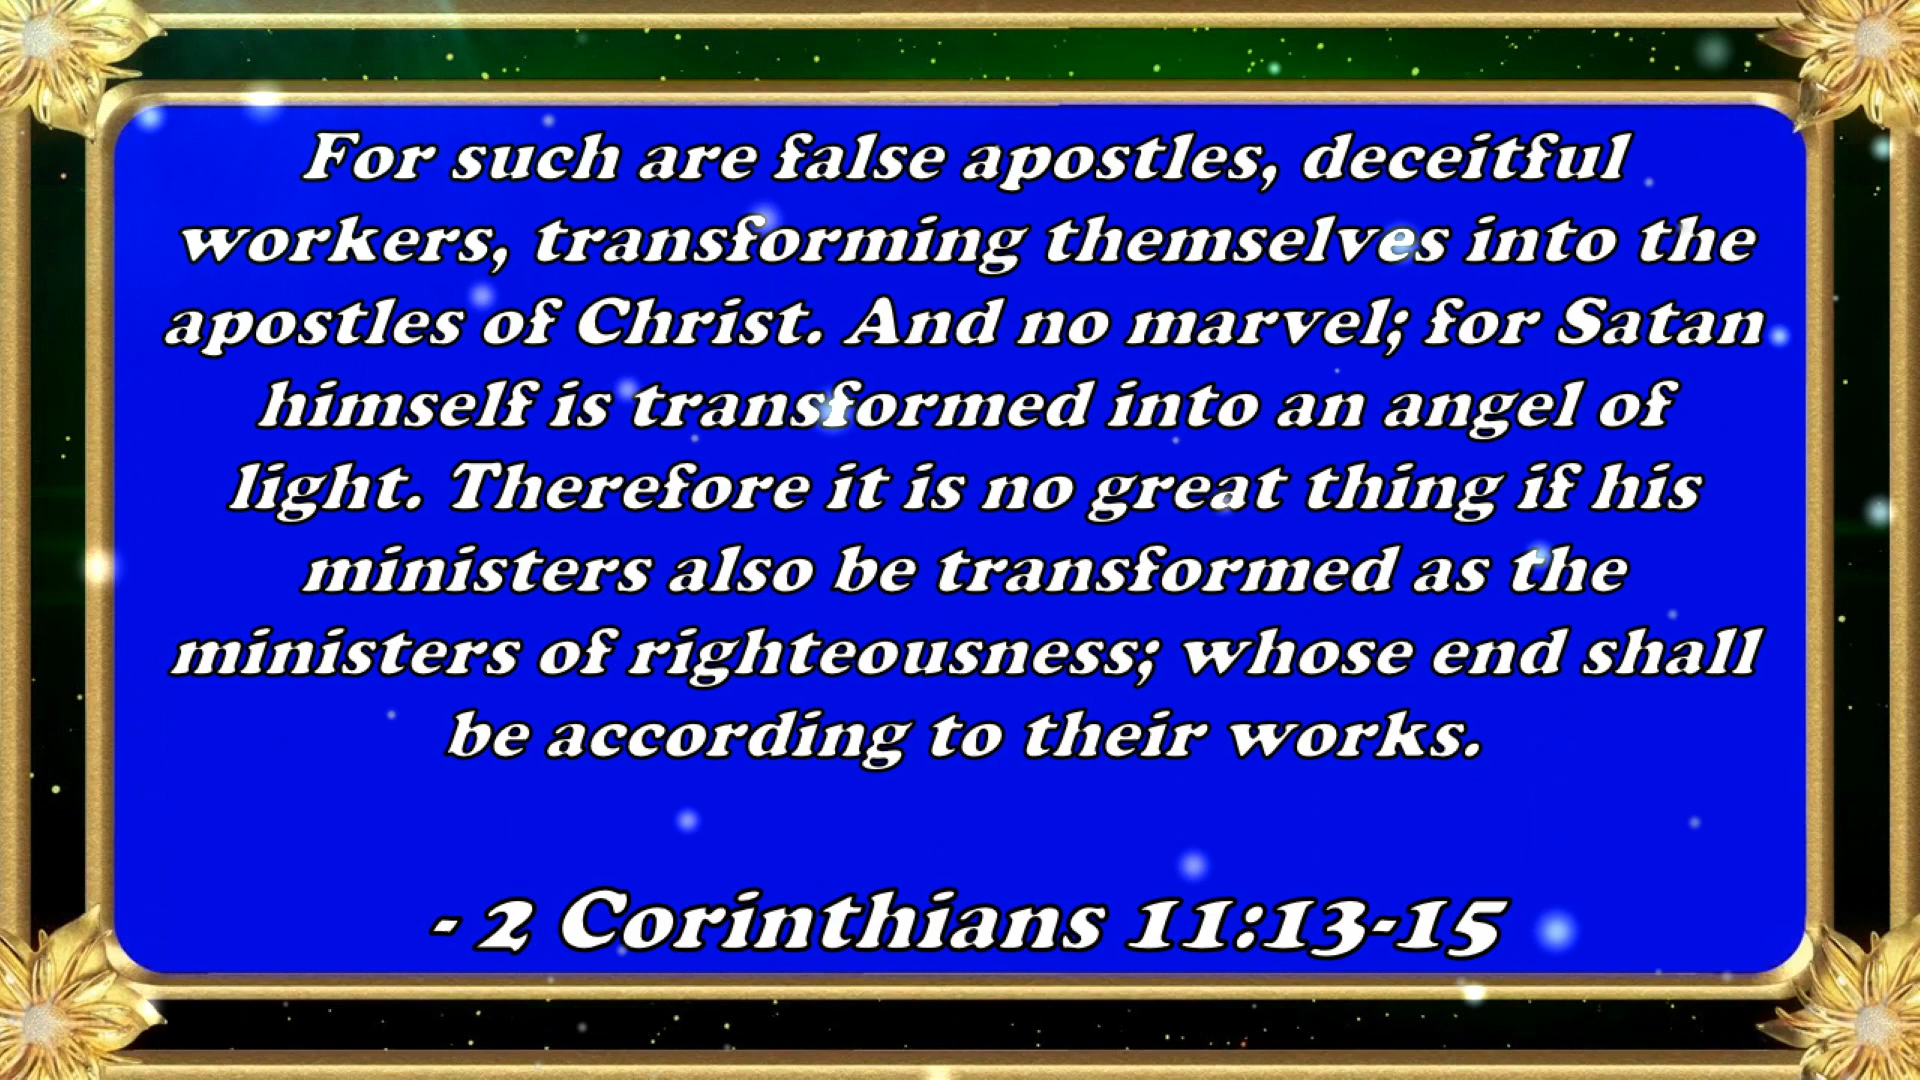 For such are false apostles, deceitful
workers, transforming themselves into the
apostles of Christ. And no marvel; for Satan
himself is transformed into an angel of
light. Therefore it is no great thing if his
ministers also be transformed as the
ministers of righteousness; whose end shall
be according to their works.
- 2 Corinthians 11:13-15